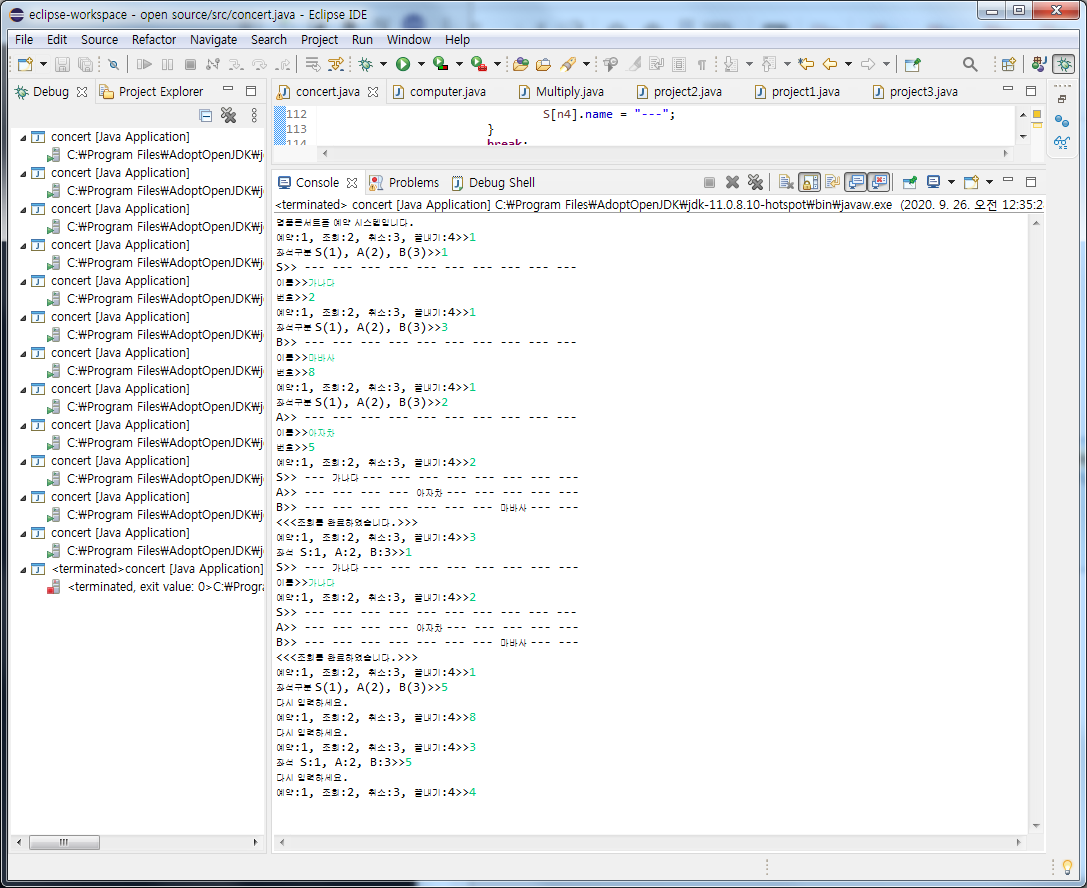 eclipse-workspace - open source/src/concert.java - Eclipse IDE
File Edit Source Refactor Navigate Search Project Run Window Help
Debug Project Explorer
concert.java computer.java Multiply.java project2.java project1.java project3.java
concert [Java Application]
C:₩Program Files₩AdoptOpenJDK₩j
concert [Java Application]
C:₩Program Files₩AdoptOpenJDK₩j
concert [Java Application]
C:₩Program Files₩AdoptOpenJDK₩j
concert [Java Application]
C:₩Program Files₩AdoptOpenJDK₩j
concert [Java Application]
C:₩Program Files₩AdoptOpenJDK₩j
concert [Java Application]
C:₩Program Files₩AdoptOpenJDK₩j
concert [Java Application]
C:₩Program Files₩AdoptOpenJDK₩j
concert [Java Application]
C:₩Program Files₩AdoptOpenJDK₩j
concert [Java Application]
C:₩Program Files₩AdoptOpenJDK₩j
concert [Java Application]
C:₩Program Files₩AdoptOpenJDK₩j
concert [Java Application]
C:₩Program Files₩AdoptOpenJDK₩j
concert [Java Application]
C:₩Program Files₩AdoptOpenJDK₩j
<terminated>concert [Java Application]
<terminated, exit value: 0>C:₩Progra
112 S[n4].name = "---";
113 }
114 break;
Console Problems Debug Shell
<terminated> concert [Java Application] C:₩Program Files₩AdoptOpenJDK₩jdk-11.0.8.10-hotspot₩bin₩javaw.exe (2020. 9. 26. 오전 12:35:2
명품콘서트홀 예약 시스템입니다.
예약:1, 조회:2, 취소:3, 끝내기:4>>1
좌석구분 S(1), A(2), B(3)>>1
S>> --- --- --- --- --- --- --- --- --- ---
이름>>가나다
번호>>2
예약:1, 조회:2, 취소:3, 끝내기:4>>1
좌석구분 S(1), A(2), B(3)>>3
B>> --- --- --- --- --- --- --- --- --- ---
이름>>마바사
번호>>8
예약:1, 조회:2, 취소:3, 끝내기:4>>1
좌석구분 S(1), A(2), B(3)>>2
A>> --- --- --- --- --- --- --- --- --- ---
이름>>아자차
번호>>5
예약:1, 조회:2, 취소:3, 끝내기:4>>2
S>> --- 가나다 --- --- --- --- --- --- --- ---
A>> --- --- --- --- 아자차 --- --- --- --- ---
B>> --- --- --- --- --- --- --- 마바사 --- ---
<<<조회를 완료하였습니다.>>>
예약:1, 조회:2, 취소:3, 끝내기:4>>3
좌석 S:1, A:2, B:3>>1
S>> --- 가나다 --- --- --- --- --- --- --- ---
이름>>가나다
예약:1, 조회:2, 취소:3, 끝내기:4>>2
S>> --- --- --- --- --- --- --- --- --- ---
A>> --- --- --- --- 아자차 --- --- --- --- ---
B>> --- --- --- --- --- --- --- 마바사 --- ---
<<<조회를 완료하였습니다.>>>
예약:1, 조회:2, 취소:3, 끝내기:4>>1
좌석구분 S(1), A(2), B(3)>>5
다시 입력하세요.
예약:1, 조회:2, 취소:3, 끝내기:4>>8
다시 입력하세요.
예약:1, 조회:2, 취소:3, 끝내기:4>>3
좌석 S:1, A:2, B:3>>5
다시 입력하세요.
예약:1, 조회:2, 취소:3, 끝내기:4>>4